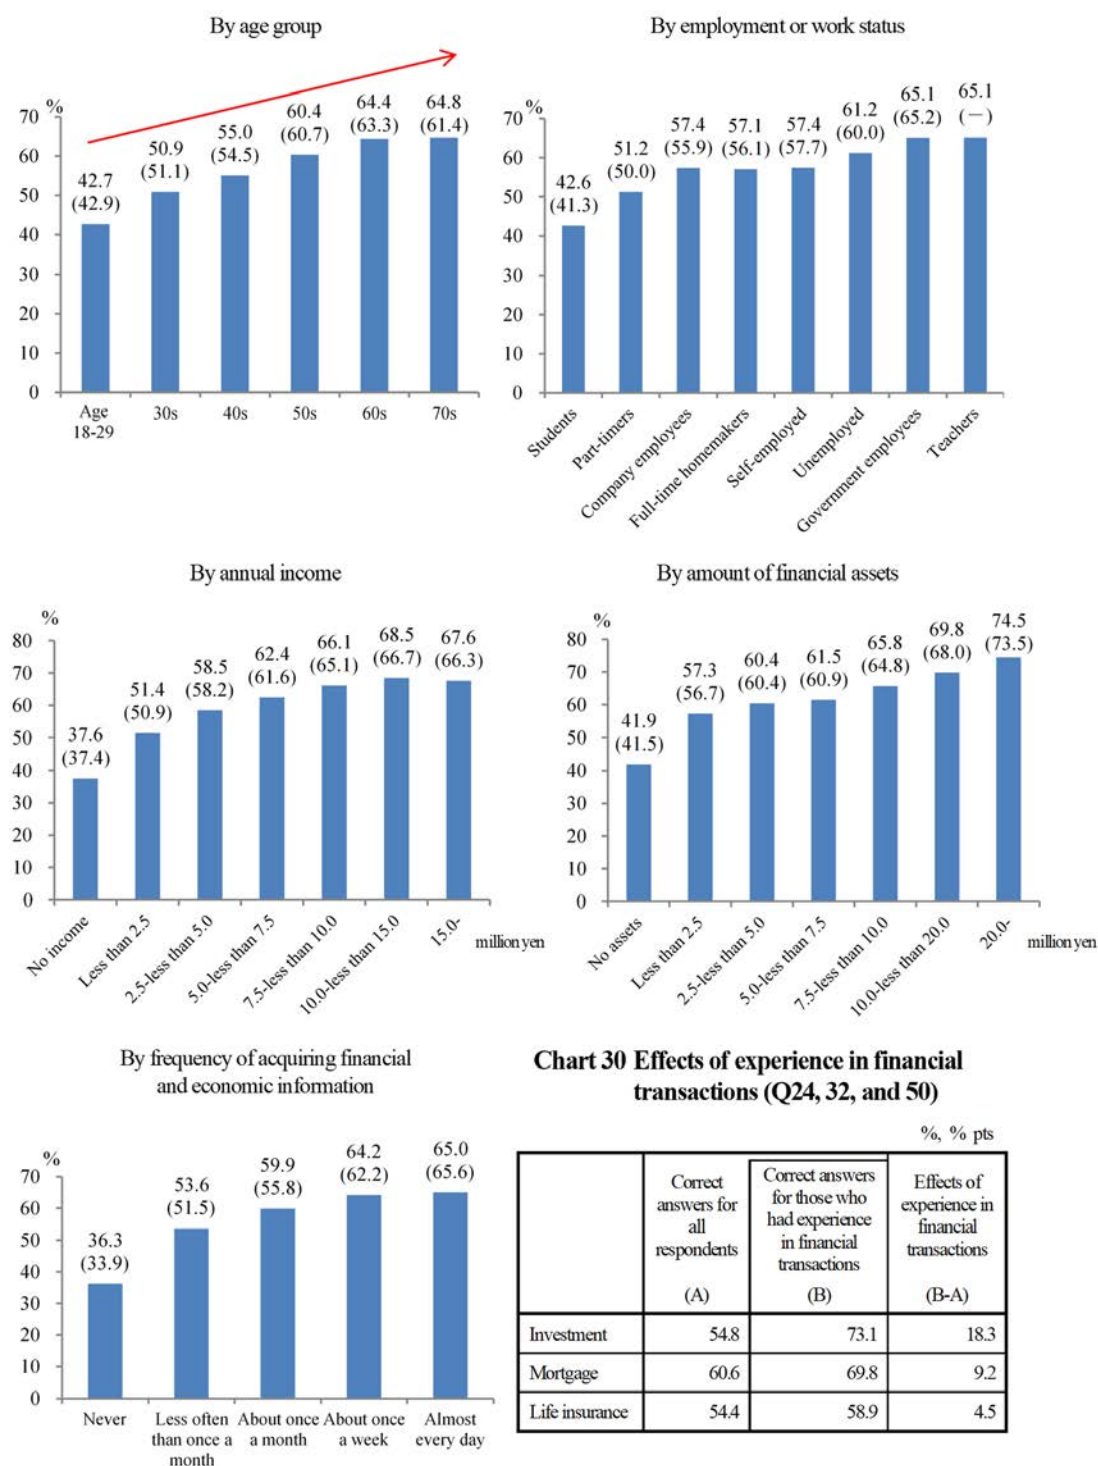 By age group
%
70
60
50
40
30
20
10
0
42.7
(42.9)
50.9
(51.1)
55.0
(54.5)
60.4
(60.7)
64.4
(63.3)
64.8
(61.4)
Age
18-29
30s
40s
50s
60s
70s
By employment or work status
%
70
60
50
40
30
20
10
0
42.6
(41.3)
51.2
(50.0)
57.4
(55.9)
57.1
(56.1)
57.4
(57.7)
61.2
(60.0)
65.1
(65.2)
65.1
(—)
Students
Part-timers
Company employees
Full-time homemakers
Self-employed
Unemployed
Government employees
Teachers
By annual income
%
80
70
60
50
40
30
20
10
0
37.6
(37.4)
51.4
(50.9)
58.5
(58.2)
62.4
(61.6)
66.1
(65.1)
68.5
(66.7)
67.6
(66.3)
No income
Less than 2.5
2.5-less than 5.0
5.0-less than 7.5
7.5-less than 10.0
10.0-less than 15.0
15.0-
million yen
By amount of financial assets
%
80
70
60
50
40
30
20
10
0
41.9
(41.5)
57.3
(56.7)
60.4
(60.4)
61.5
(60.9)
65.8
(64.8)
69.8
(68.0)
74.5
(73.5)
No assets
Less than 2.5
2.5-less than 5.0
5.0-less than 7.5
7.5-less than 10.0
10.0-less than 20.0
20.0-
million yen
By frequency of acquiring financial
and economic information
%
70
60
50
40
30
20
10
0
36.3
(33.9)
53.6
(51.5)
59.9
(55.8)
64.2
(62.2)
65.0
(65.6)
Never
Less often
than once a
month
About once
a month
About once
a week
Almost
every day
Chart 30 Effects of experience in financial
transactions (Q24, 32, and 50)
%, % pts
Correct
answers for
all
respondents
(A)
Correct answers
for those who
had experience
in financial
transactions
(B)
Effects of
experience in
financial
transactions
(B-A)
Investment 54.8 73.1 18.3
Mortgage 60.6 69.8 9.2
Life insurance 54.4 58.9 4.5